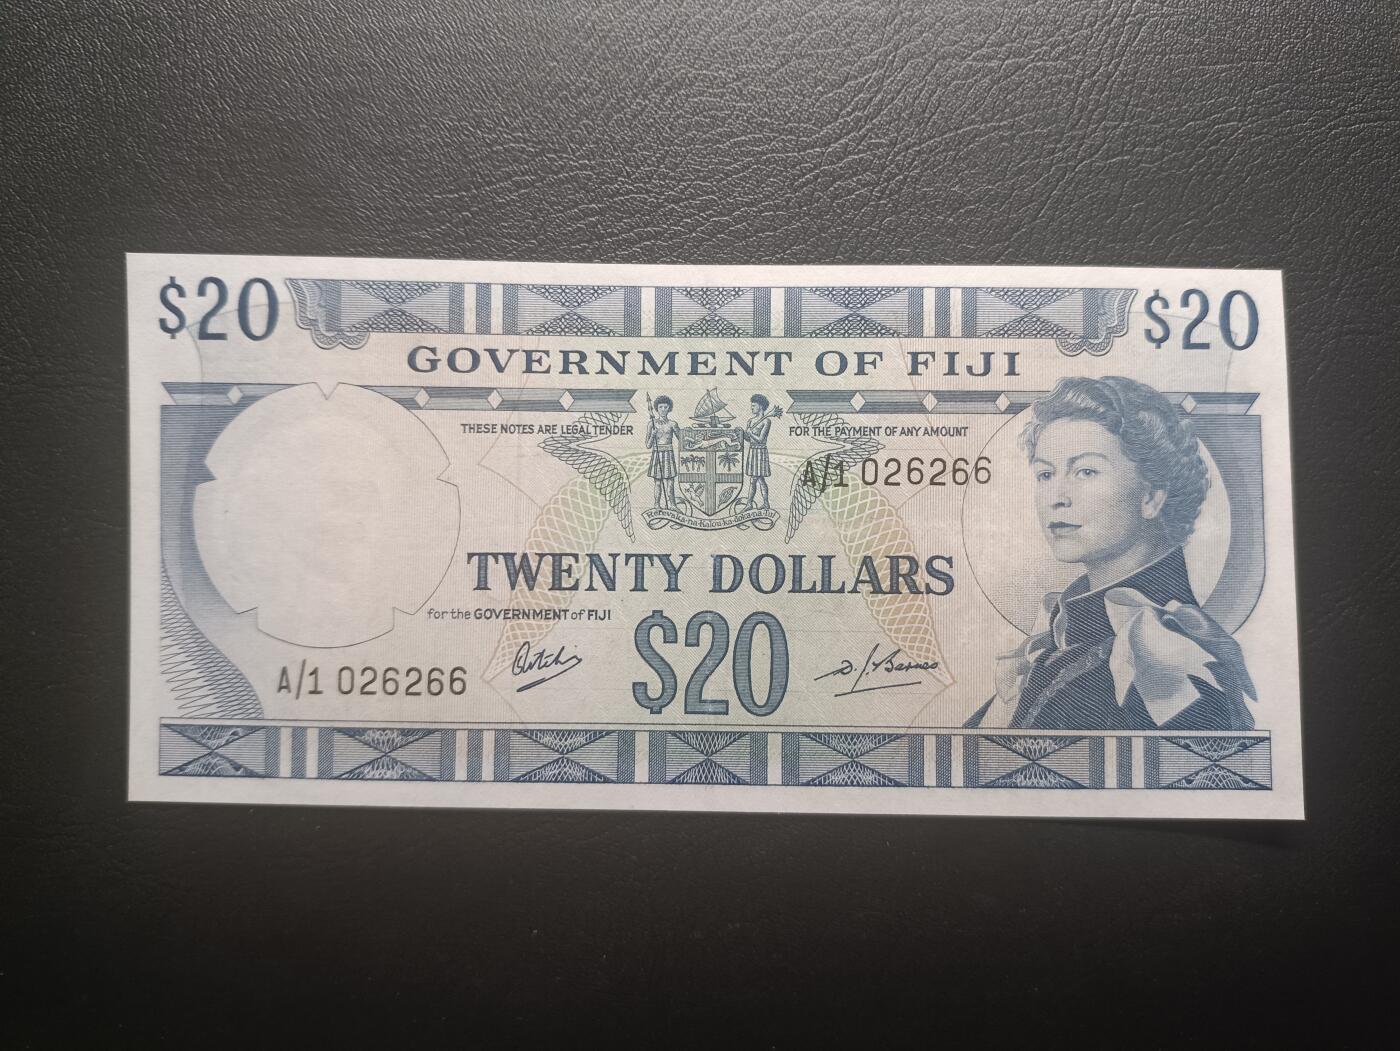 $20
$20
GOVERNMENT OF FIJI
THESE NOTES ARE LEGAL TENDER
FOR THE PAYMENT OF ANY AMOUNT
A/1 026266
Rerevaka-na-Kalou-ka-doka-na-Tui
TWENTY DOLLARS
for the GOVERNMENT of FIJI
$20
D. J. Barnes
A/1 026266